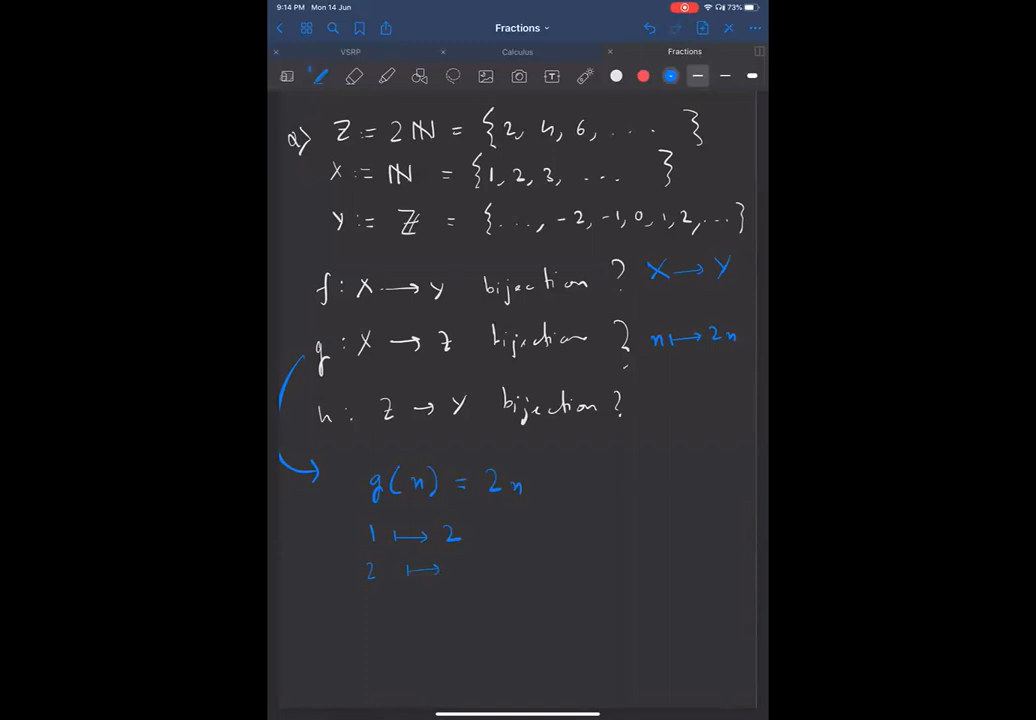 9:14 PM Mon 14 Jun 73%
Fractions
VSRP Calculus Fractions
a) Z := 2ℕ = {2, 4, 6, .... }
X := ℕ = {1, 2, 3, ... }
Y := ℤ = {..., -2, -1, 0, 1, 2, ...}
f : X → Y bijection ? X → Y
g : X → Z bijection ? n ↦ 2n
h : Z → Y bijection ?
g(n) = 2n
1 ↦ 2
2 ↦